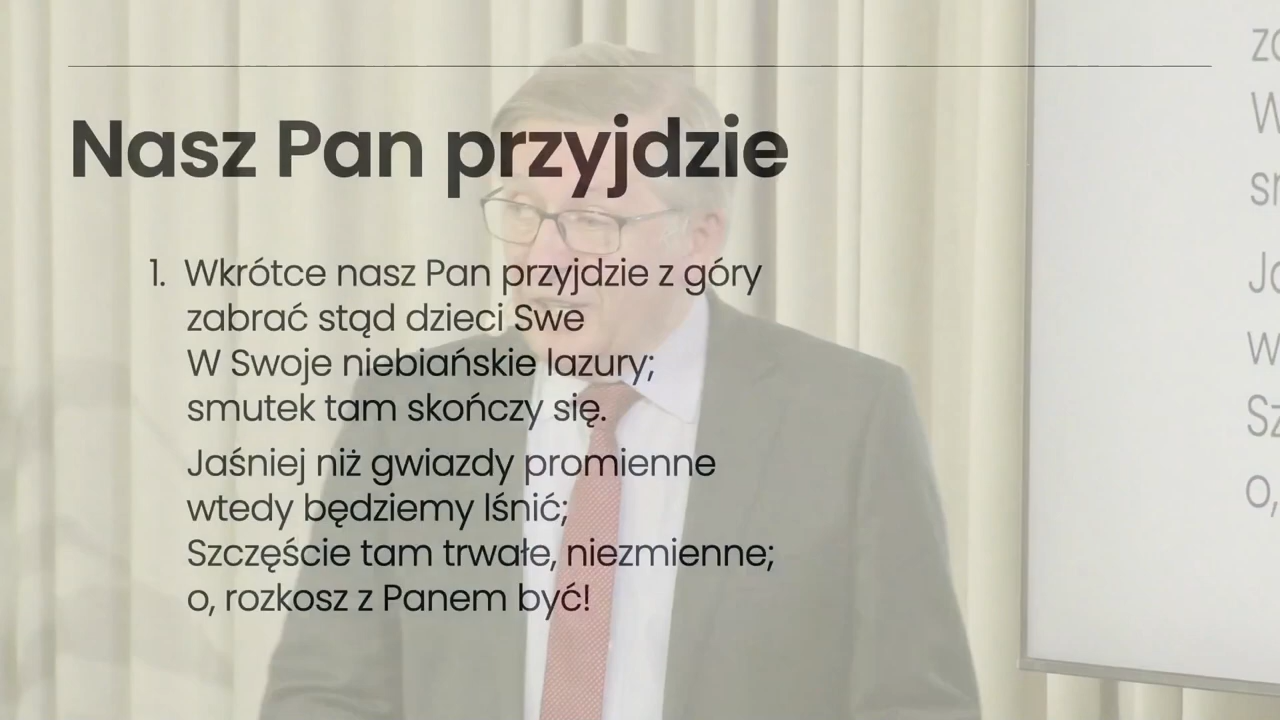 Nasz Pan przyjdzie
1. Wkrótce nasz Pan przyjdzie z góry
zabrać stąd dzieci Swe
W Swoje niebiańskie lazury;
smutek tam skończy się.
Jaśniej niż gwiazdy promienne
wtedy będziemy lśnić;
Szczęście tam trwałe, niezmienne;
o, rozkosz z Panem być!